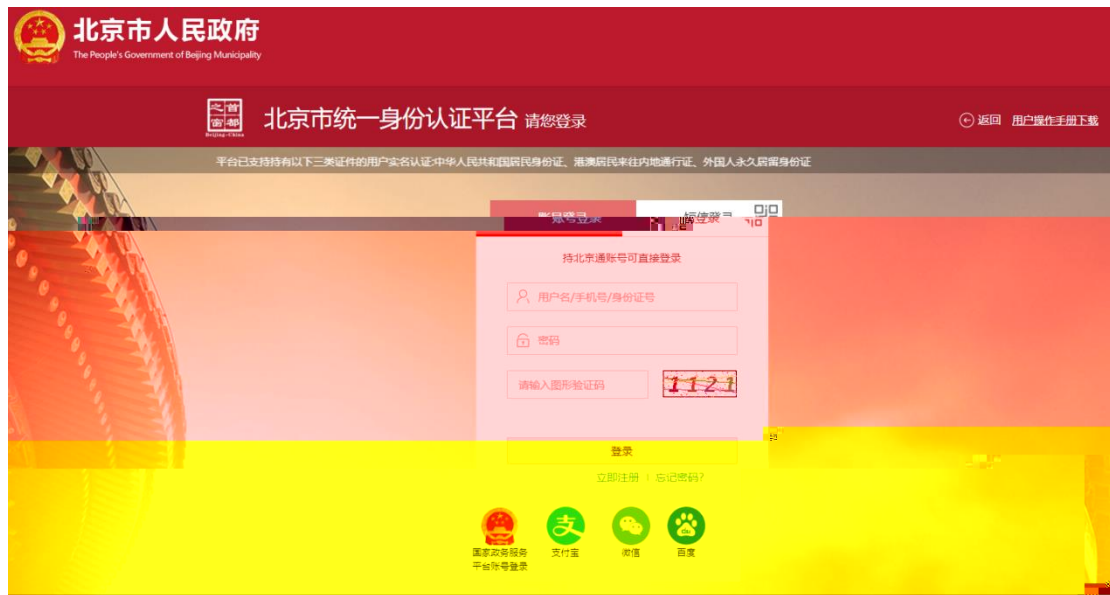 北京市人民政府
The People's Government of Beijing Municipality
首都之窗
Beijing-China
北京市统一身份认证平台 请您登录
返回 用户操作手册下载
平台已支持持有以下三类证件的用户实名认证:中华人民共和国居民身份证、港澳居民来往内地通行证、外国人永久居留身份证
持北京通账号可直接登录
用户名/手机号/身份证号
密码
请输入图形验证码 1121
登录
立即注册 | 忘记密码?
国家政务服务
平台账号登录
支付宝
微信
百度